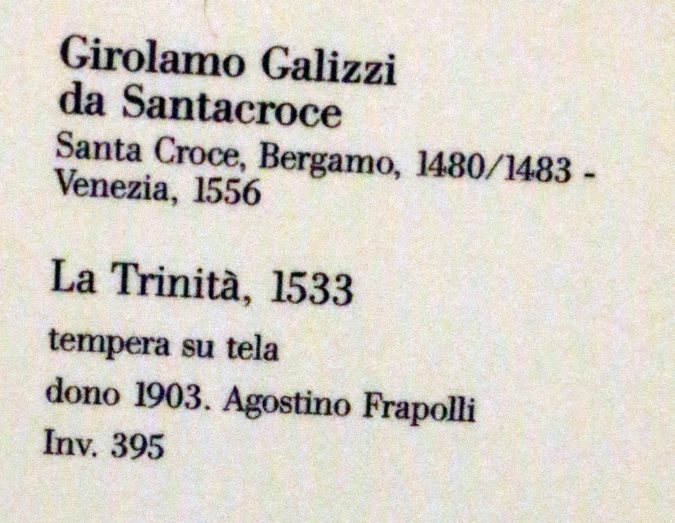 Girolamo Galizzi
da Santacroce
Santa Croce, Bergamo, 1480/1483 -
Venezia, 1556
La Trinità, 1533
tempera su tela
dono 1903. Agostino Frapolli
Inv. 395